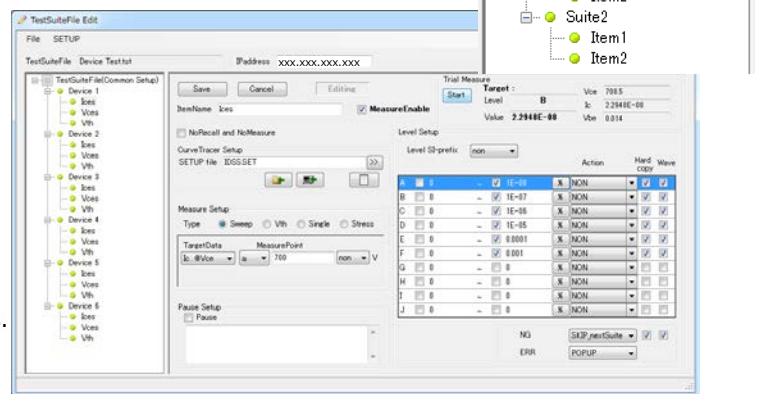 Suite2
Item1
Item2
TestSuiteFile Edit
File SETUP
TestSuiteFile Device Test.tst IPaddress xxx.xxx.xxx.xxx
TestSuiteFile(Common Setup)
Device 1
Ices
Vces
Vth
Device 2
Ices
Vces
Vth
Device 3
Ices
Vces
Vth
Device 4
Ices
Vces
Vth
Device 5
Ices
Vces
Vth
Device 6
Ices
Vces
Vth
Save Cancel Editing
ItemName Ices MeasureEnable
NoRecall and NoMeasure
CurveTracer Setup
SETUP file IDSS.SET >>
Measure Setup
Type Sweep Vth Single Stress
TargetData MeasurePoint
Ic @Vce 700 non V
Pause Setup
Pause
Trial Measure
Start
Target :
Level B
Value 2.2948E-08
Vce 700.5
Ic 2.2948E-08
Vbe 0.014
Level Setup
Level SI-prefix non
Action Hard copy Wave
A 0 ~ 1E-08 % NON
B 0 ~ 1E-07 % NON
C 0 ~ 1E-06 % NON
D 0 ~ 1E-05 % NON
E 0 ~ 0.0001 % NON
F 0 ~ 0.001 % NON
G 0 ~ 0 % NON
H 0 ~ 0 % NON
I 0 ~ 0 % NON
J 0 ~ 0 % NON
NG SKIP_nextSuite
ERR POPUP